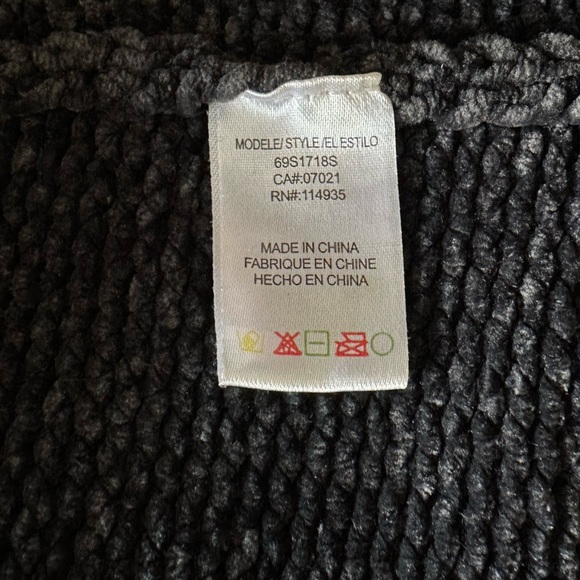 MODELE/ STYLE /EL ESTILO
69S1718S
CA#:07021
RN#:114935
MADE IN CHINA
FABRIQUE EN CHINE
HECHO EN CHINA